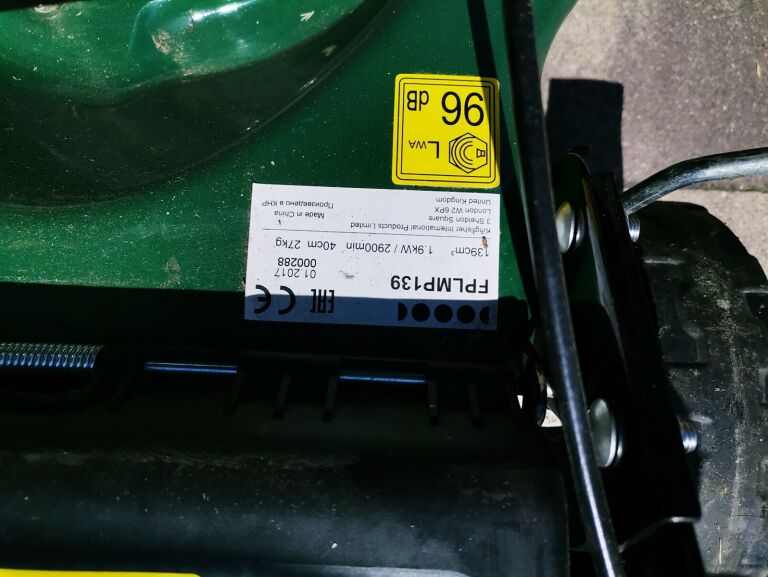 FPLMP139
01.2017
000288
139cm³ 1.9kW / 2900min⁻¹ 40cm 27kg
Kingfisher International Products Limited
3 Sheldon Square
London W2 6PX
United Kingdom
Made in China
Произведено в КНР
CE
EAC
LWA
96
dB